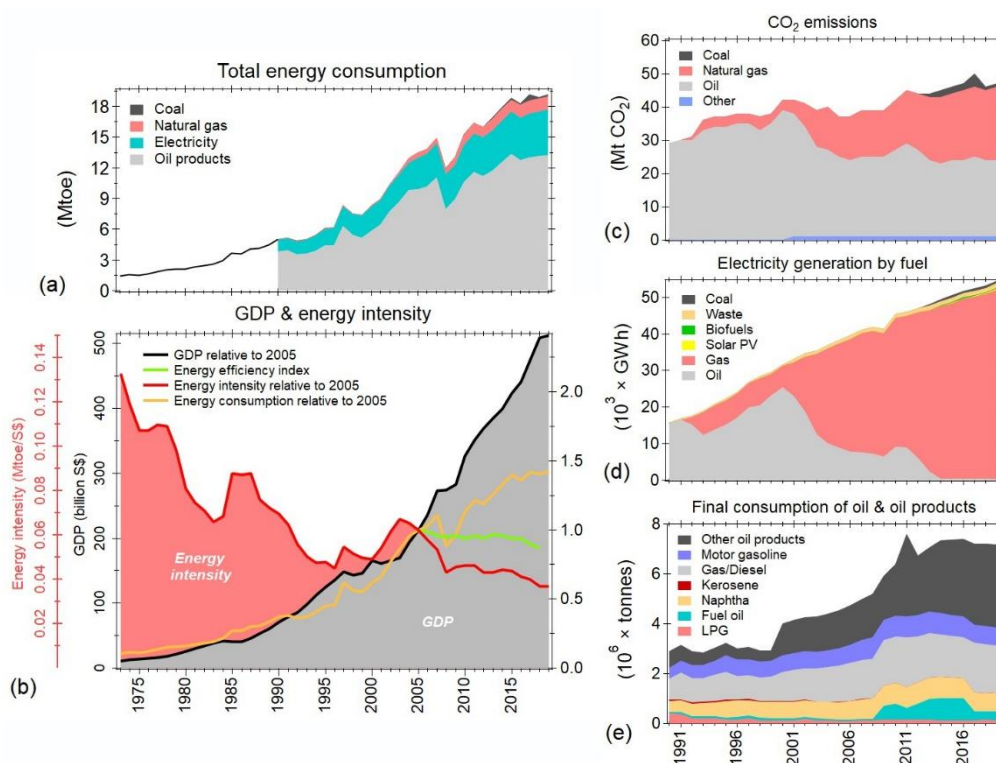 Total energy consumption
Coal
Natural gas
Electricity
Oil products
(Mtoe)
18
15
12
9
6
3
0
(a)
GDP & energy intensity
GDP relative to 2005
Energy efficiency index
Energy intensity relative to 2005
Energy consumption relative to 2005
Energy intensity (Mtoe/S$)
0.14
0.12
0.10
0.08
0.06
0.04
0.02
GDP (billion S$)
500
400
300
200
100
0
2.0
1.5
1.0
0.5
0.0
Energy
intensity
GDP
1975
1980
1985
1990
1995
2000
2005
2010
2015
(b)
CO2 emissions
Coal
Natural gas
Oil
Other
(Mt CO2)
60
50
40
30
20
10
0
(c)
Electricity generation by fuel
Coal
Waste
Biofuels
Solar PV
Gas
Oil
(10³ × GWh)
50
40
30
20
10
0
(d)
Final consumption of oil & oil products
Other oil products
Motor gasoline
Gas/Diesel
Kerosene
Naphtha
Fuel oil
LPG
(10⁶ × tonnes)
8
6
4
2
0
1991
1996
2001
2006
2011
2016
(e)